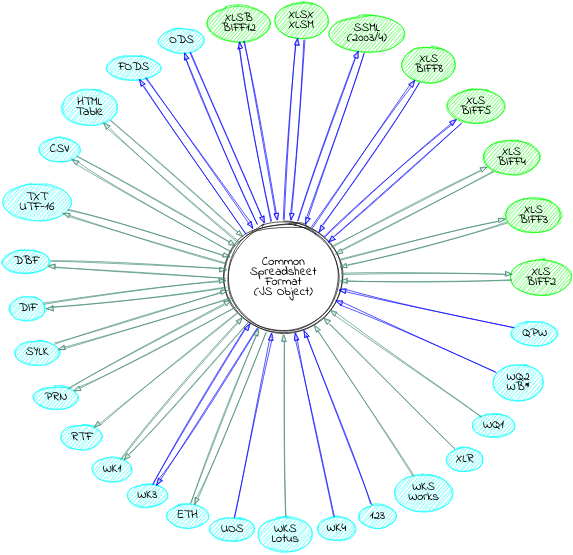 XLSB
BIFF12
XLSX
XLSM
SSML
(2003/4)
XLS
BIFF8
XLS
BIFF5
XLS
BIFF4
XLS
BIFF3
XLS
BIFF2
QPW
WQ2
WB*
WQ1
XLR
WKS
Works
123
WK4
WKS
Lotus
UOS
ETH
WK3
WK1
RTF
PRN
SYLK
DIF
DBF
TXT
UTF-16
CSV
HTML
Table
FODS
ODS
Common
Spreadsheet
Format
(JS Object)